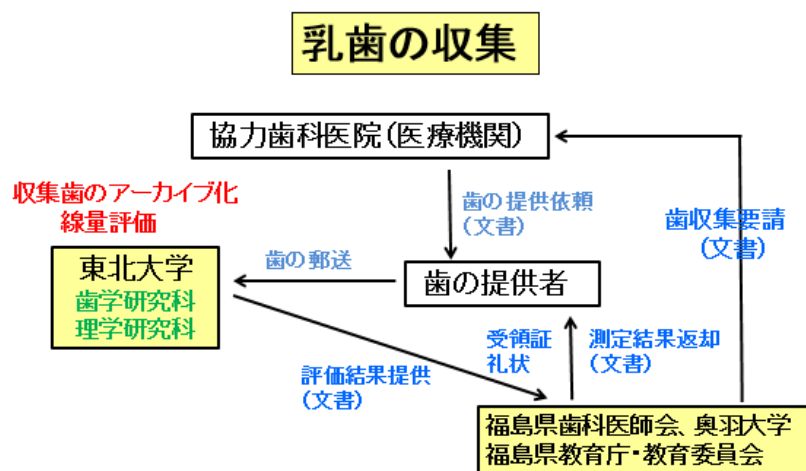 乳歯の収集
協力歯科医院(医療機関)
収集歯のアーカイブ化
線量評価
歯の提供依頼
(文書)
歯収集要請
(文書)
東北大学
歯学研究科
理学研究科
歯の郵送
歯の提供者
評価結果提供
(文書)
受領証
礼状
測定結果返却
(文書)
福島県歯科医師会、奥羽大学
福島県教育庁・教育委員会